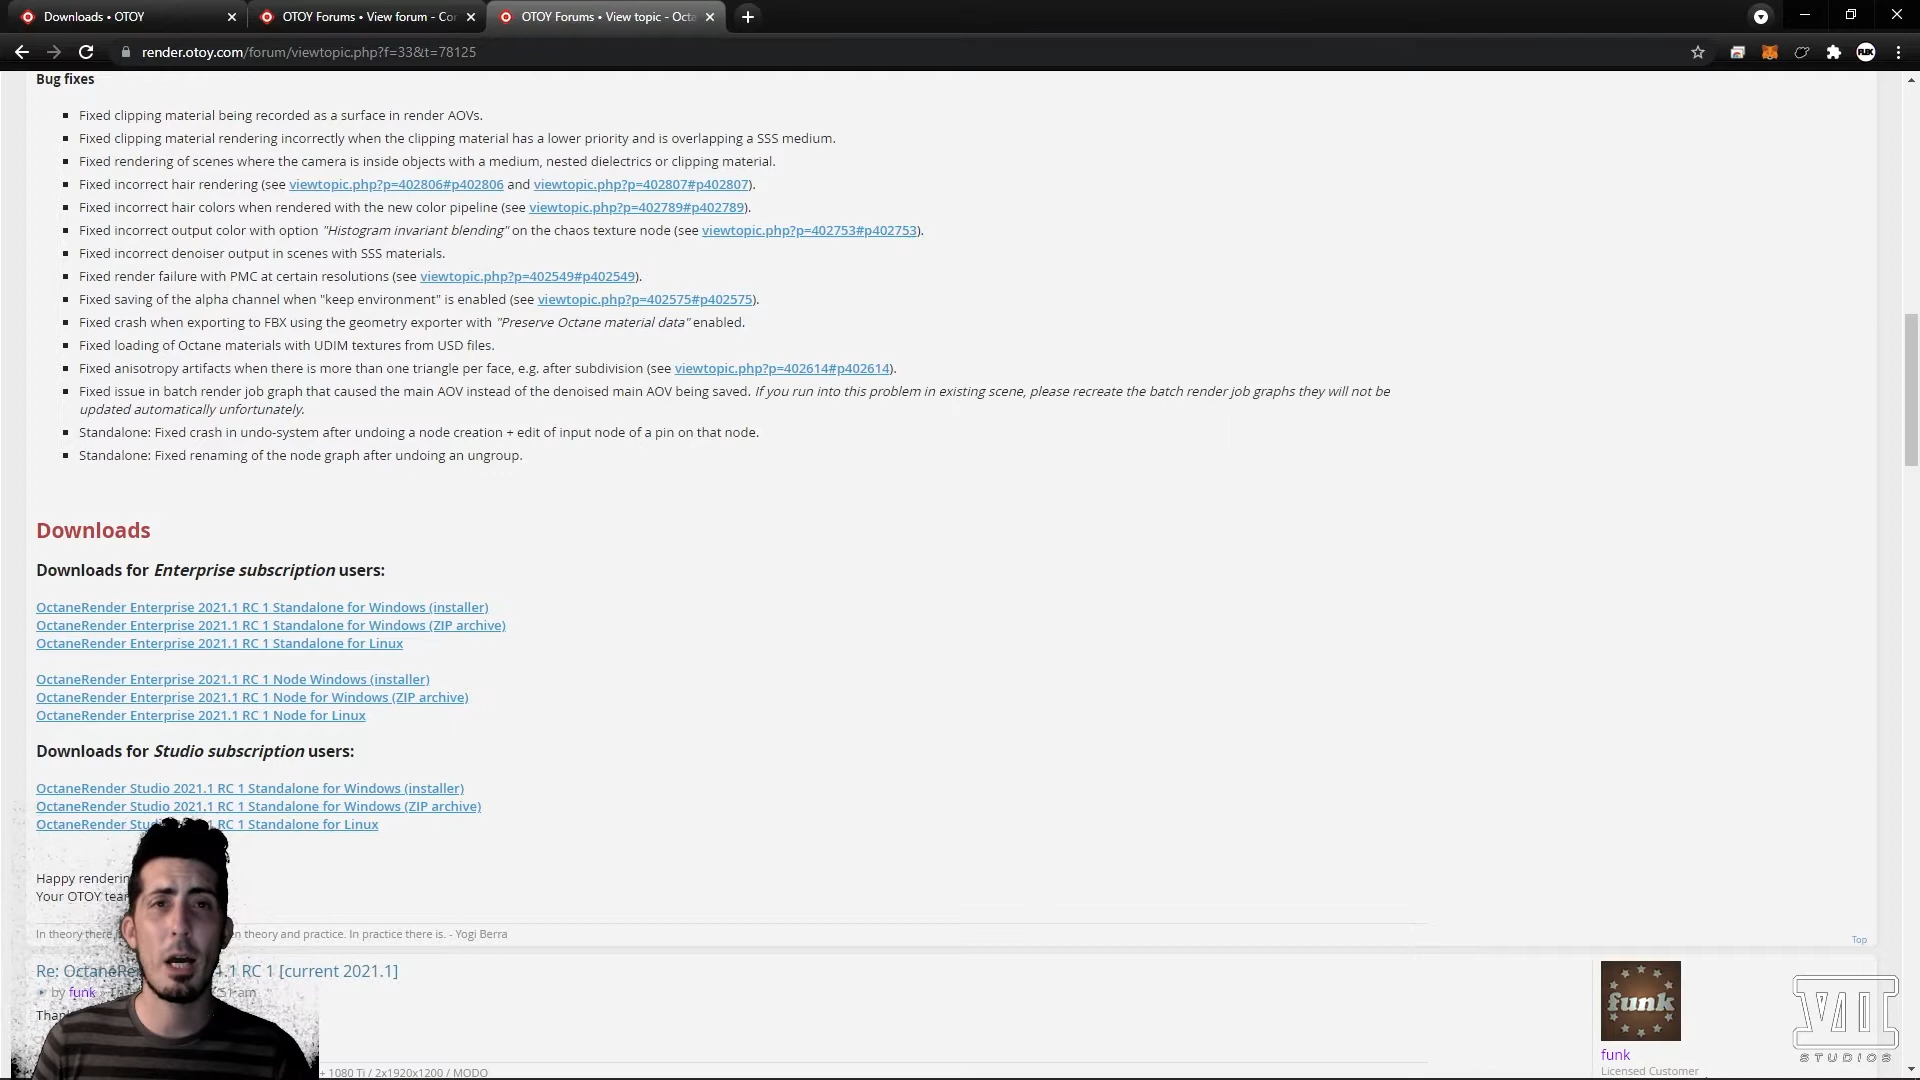 Downloads • OTOY
OTOY Forums • View forum - Cor
OTOY Forums • View topic - Octa
render.otoy.com/forum/viewtopic.php?f=33&t=78125
Bug fixes
Fixed clipping material being recorded as a surface in render AOVs.
Fixed clipping material rendering incorrectly when the clipping material has a lower priority and is overlapping a SSS medium.
Fixed rendering of scenes where the camera is inside objects with a medium, nested dielectrics or clipping material.
Fixed incorrect hair rendering (see viewtopic.php?p=402806#p402806 and viewtopic.php?p=402807#p402807).
Fixed incorrect hair colors when rendered with the new color pipeline (see viewtopic.php?p=402789#p402789).
Fixed incorrect output color with option "Histogram invariant blending" on the chaos texture node (see viewtopic.php?p=402753#p402753).
Fixed incorrect denoiser output in scenes with SSS materials.
Fixed render failure with PMC at certain resolutions (see viewtopic.php?p=402549#p402549).
Fixed saving of the alpha channel when "keep environment" is enabled (see viewtopic.php?p=402575#p402575).
Fixed crash when exporting to FBX using the geometry exporter with "Preserve Octane material data" enabled.
Fixed loading of Octane materials with UDIM textures from USD files.
Fixed anisotropy artifacts when there is more than one triangle per face, e.g. after subdivision (see viewtopic.php?p=402614#p402614).
Fixed issue in batch render job graph that caused the main AOV instead of the denoised main AOV being saved. If you run into this problem in existing scene, please recreate the batch render job graphs they will not be
updated automatically unfortunately.
Standalone: Fixed crash in undo-system after undoing a node creation + edit of input node of a pin on that node.
Standalone: Fixed renaming of the node graph after undoing an ungroup.
Downloads
Downloads for Enterprise subscription users:
OctaneRender Enterprise 2021.1 RC 1 Standalone for Windows (installer)
OctaneRender Enterprise 2021.1 RC 1 Standalone for Windows (ZIP archive)
OctaneRender Enterprise 2021.1 RC 1 Standalone for Linux
OctaneRender Enterprise 2021.1 RC 1 Node Windows (installer)
OctaneRender Enterprise 2021.1 RC 1 Node for Windows (ZIP archive)
OctaneRender Enterprise 2021.1 RC 1 Node for Linux
Downloads for Studio subscription users:
OctaneRender Studio 2021.1 RC 1 Standalone for Windows (installer)
OctaneRender Studio 2021.1 RC 1 Standalone for Windows (ZIP archive)
OctaneRender Stu 1 RC 1 Standalone for Linux
Happy renderin
Your OTOY tea
In theory there theory and practice. In practice there is. - Yogi Berra
Top
Re: OctaneRe .1 RC 1 [current 2021.1]
by funk am
Than
+ 1080 Ti / 2x1920x1200 / MODO
funk
funk
Licensed Customer
VII
STUDIOS